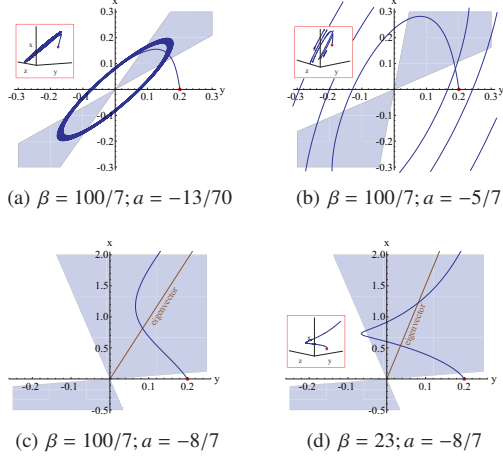 x
0.3
0.2
0.1
-0.3 -0.2 0.1 0.1 0.2 0.3 y
0.1
0.2
0.3
x
z y
(a) β = 100/7; a = −13/70
x
0.3
0.2
0.1
-0.3 -0.2 0.1 0.1 0.2 0.3 y
0.1
0.2
0.3
x
z y
(b) β = 100/7; a = −5/7
x
2.0
1.5
1.0
0.5
-0.2 -0.1 0.1 0.2 y
-0.5
eigenvector
(c) β = 100/7; a = −8/7
x
2.0
1.5
1.0
0.5
-0.2 -0.1 0.1 0.2 y
-0.5
eigenvector
x
z y
(d) β = 23; a = −8/7